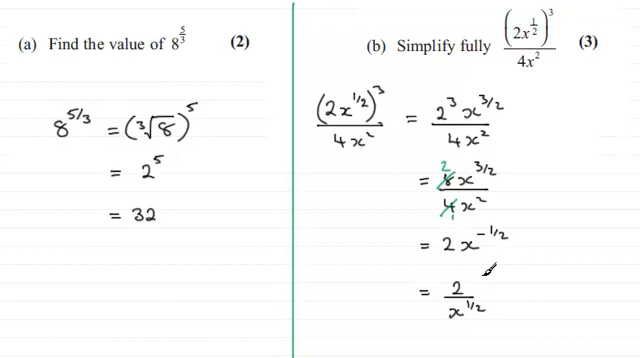 (a) Find the value of 8^(5/3) (2)
8^(5/3) = (³√8)^5
= 2^5
= 32
(b) Simplify fully (2x^(1/2))^3 / 4x^2 (3)
(2x^(1/2))^3 / 4x^2 = 2^3 x^(3/2) / 4x^2
= 2 8x^(3/2) / 4 1 x^2
= 2x^(-1/2)
= 2 / x^(1/2)